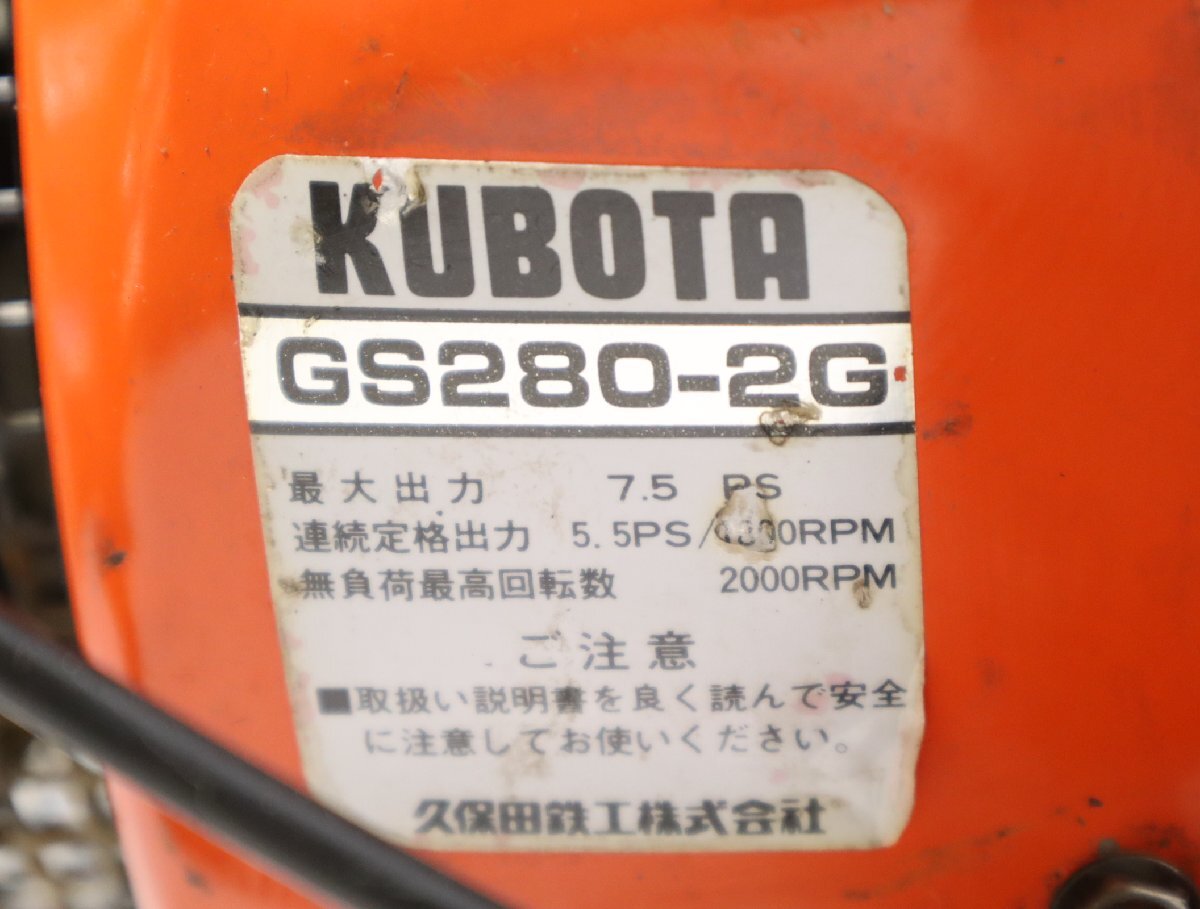 KUBOTA
GS280-2G
最大出力 7.5 PS
連続定格出力 5.5PS/ RPM
無負荷最高回転数 2000RPM
ご注意
■取扱い説明書を良く読んで安全
に注意してお使いください。
久保田鉄工株式会社